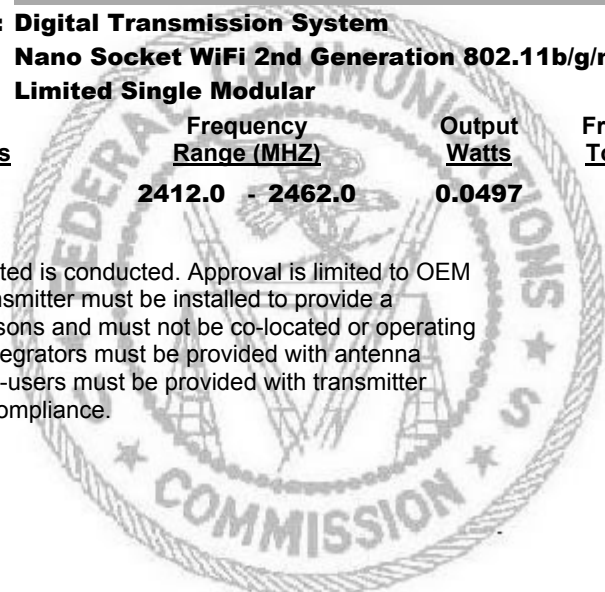 : Digital Transmission System
Nano Socket WiFi 2nd Generation 802.11b/g/n
Limited Single Modular
Frequency Output Fr
s Range (MHZ) Watts To
2412.0 - 2462.0 0.0497
ted is conducted. Approval is limited to OEM
nsmitter must be installed to provide a
sons and must not be co-located or operating
egrators must be provided with antenna
-users must be provided with transmitter
ompliance.
FEDERAL COMMUNICATIONS COMMISSION
U S
-